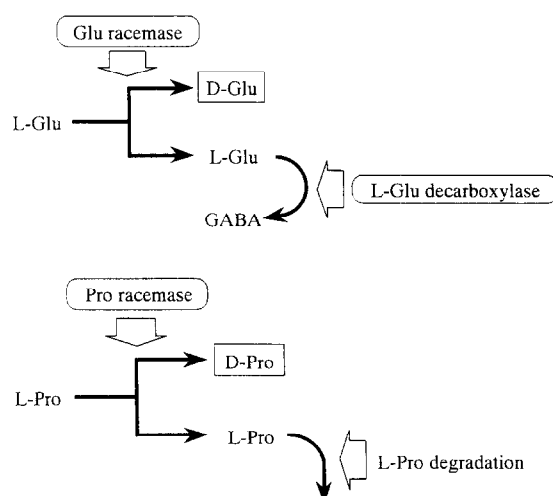 Glu racemase
D-Glu
L-Glu
L-Glu
L-Glu decarboxylase
GABA
Pro racemase
D-Pro
L-Pro
L-Pro
L-Pro degradation